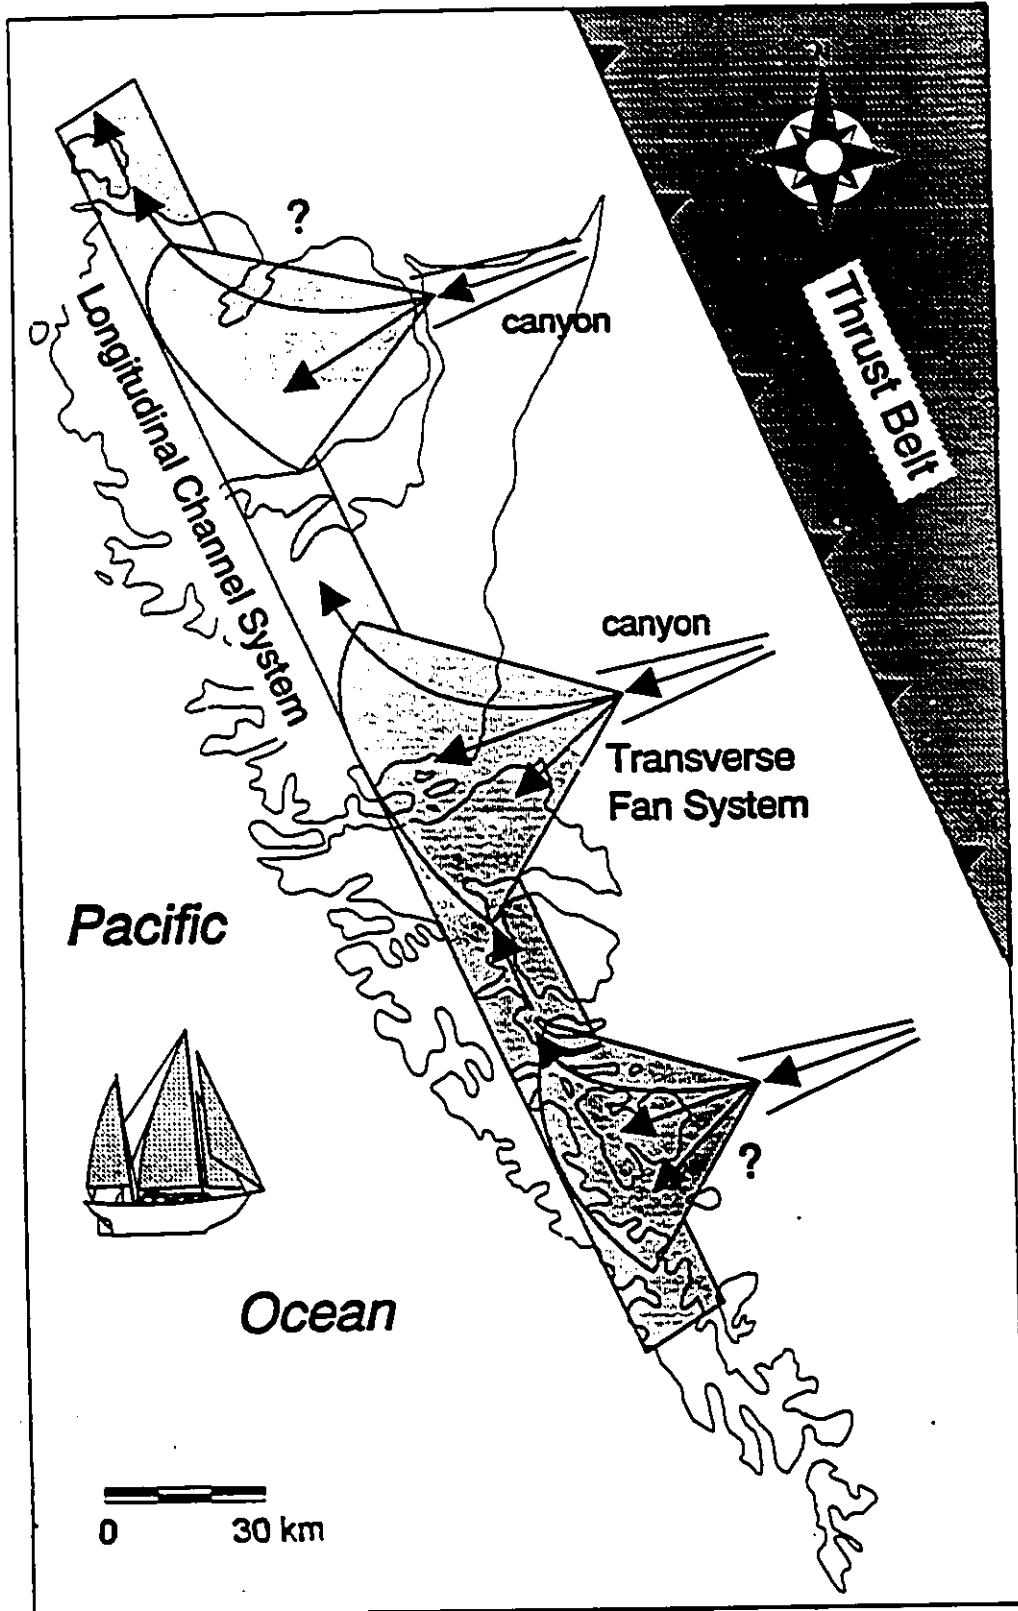 ?
canyon
Thrust Belt
Longitudinal Channel System
canyon
Transverse
Fan System
Pacific
?
Ocean
0 30 km